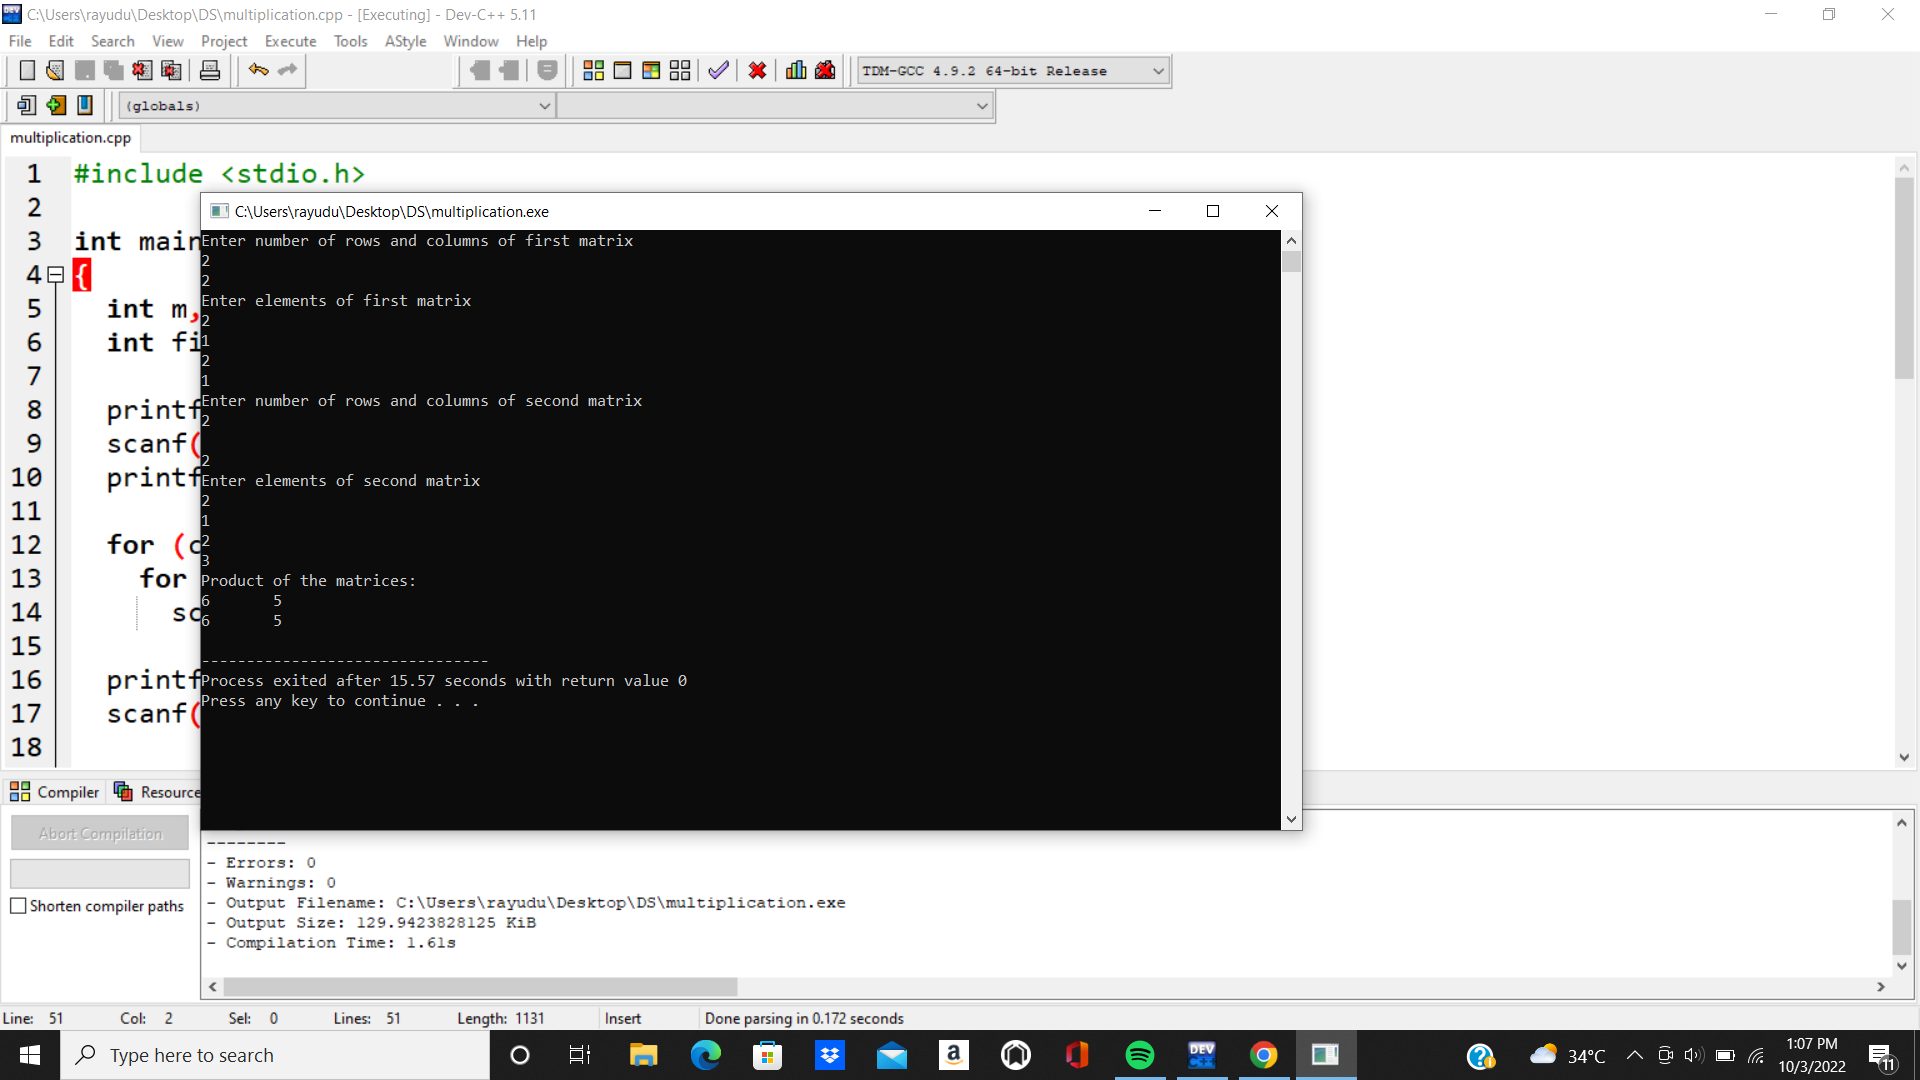 C:\Users\rayudu\Desktop\DS\multiplication.cpp - [Executing] - Dev-C++ 5.11
File Edit Search View Project Execute Tools AStyle Window Help
TDM-GCC 4.9.2 64-bit Release
(globals)
multiplication.cpp
1 #include <stdio.h>
2
3 int main
4 {
5 int m,
6 int fi
7
8 printf
9 scanf(
10 printf
11
12 for (c
13 for
14 sc
15
16 printf
17 scanf(
18
C:\Users\rayudu\Desktop\DS\multiplication.exe
Enter number of rows and columns of first matrix
2
2
Enter elements of first matrix
2
1
2
1
Enter number of rows and columns of second matrix
2
2
Enter elements of second matrix
2
1
2
3
Product of the matrices:
6 5
6 5
--------------------------------
Process exited after 15.57 seconds with return value 0
Press any key to continue . . .
Compiler Resource
Abort Compilation
Shorten compiler paths
--------
- Errors: 0
- Warnings: 0
- Output Filename: C:\Users\rayudu\Desktop\DS\multiplication.exe
- Output Size: 129.9423828125 KiB
- Compilation Time: 1.61s
Line: 51 Col: 2 Sel: 0 Lines: 51 Length: 1131 Insert Done parsing in 0.172 seconds
Type here to search
DEV
34°C
1:07 PM
10/3/2022
11